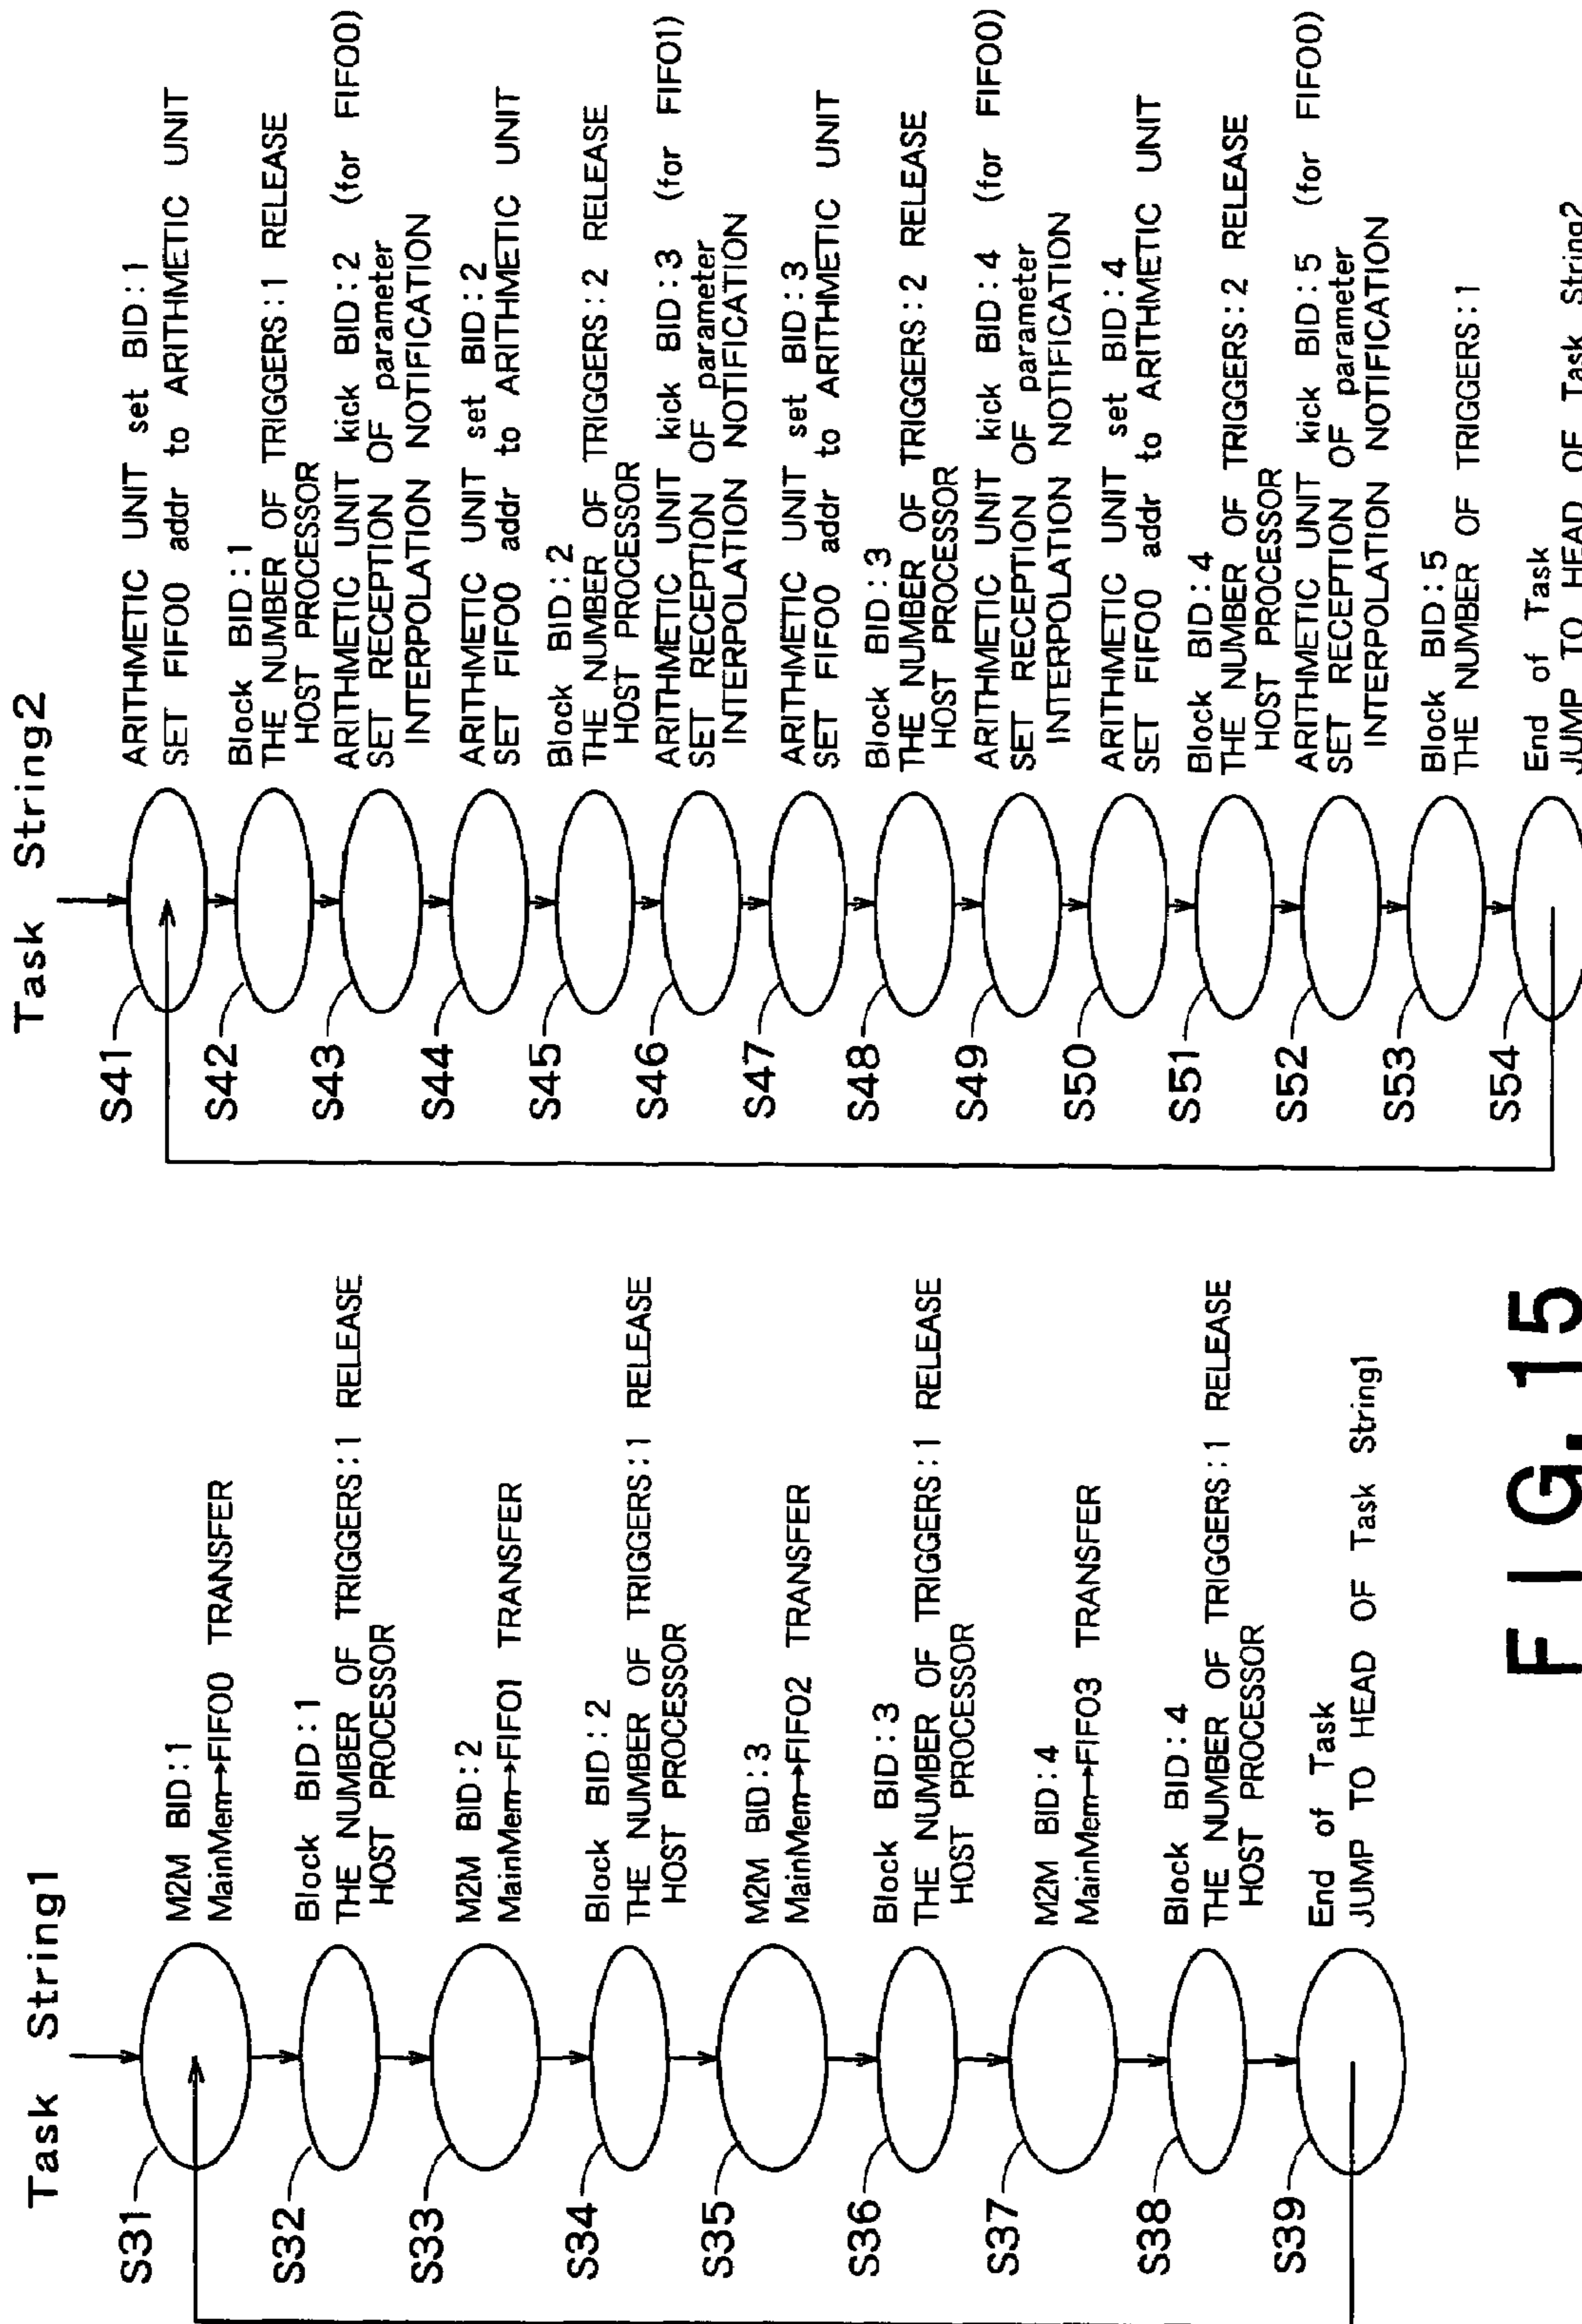 Task String1
S31
M2M BID:1
MainMem→FIFO0 TRANSFER
S32
Block BID:1
THE NUMBER OF TRIGGERS:1 RELEASE
HOST PROCESSOR
S33
M2M BID:2
MainMem→FIFO1 TRANSFER
S34
Block BID:2
THE NUMBER OF TRIGGERS:1 RELEASE
HOST PROCESSOR
S35
M2M BID:3
MainMem→FIFO2 TRANSFER
S36
Block BID:3
THE NUMBER OF TRIGGERS:1 RELEASE
HOST PROCESSOR
S37
M2M BID:4
MainMem→FIFO3 TRANSFER
S38
Block BID:4
THE NUMBER OF TRIGGERS:1 RELEASE
HOST PROCESSOR
S39
End of Task
JUMP TO HEAD OF Task String1
Task String2
S41
ARITHMETIC UNIT set BID:1
SET FIFO0 addr to ARITHMETIC UNIT
S42
Block BID:1
THE NUMBER OF TRIGGERS:1 RELEASE
HOST PROCESSOR
S43
ARITHMETIC UNIT kick BID:2 (for FIFO0)
SET RECEPTION OF parameter
INTERPOLATION NOTIFICATION
S44
ARITHMETIC UNIT set BID:2
SET FIFO0 addr to ARITHMETIC UNIT
S45
Block BID:2
THE NUMBER OF TRIGGERS:2 RELEASE
HOST PROCESSOR
S46
ARITHMETIC UNIT kick BID:3 (for FIFO1)
SET RECEPTION OF parameter
INTERPOLATION NOTIFICATION
S47
ARITHMETIC UNIT set BID:3
SET FIFO0 addr to ARITHMETIC UNIT
S48
Block BID:3
THE NUMBER OF TRIGGERS:2 RELEASE
HOST PROCESSOR
S49
ARITHMETIC UNIT kick BID:4 (for FIFO0)
SET RECEPTION OF parameter
INTERPOLATION NOTIFICATION
S50
ARITHMETIC UNIT set BID:4
SET FIFO0 addr to ARITHMETIC UNIT
S51
Block BID:4
THE NUMBER OF TRIGGERS:2 RELEASE
HOST PROCESSOR
S52
ARITHMETIC UNIT kick BID:5 (for FIFO0)
SET RECEPTION OF parameter
INTERPOLATION NOTIFICATION
S53
Block BID:5
THE NUMBER OF TRIGGERS:1
S54
End of Task
JUMP TO HEAD OF Task String2
FIG. 15